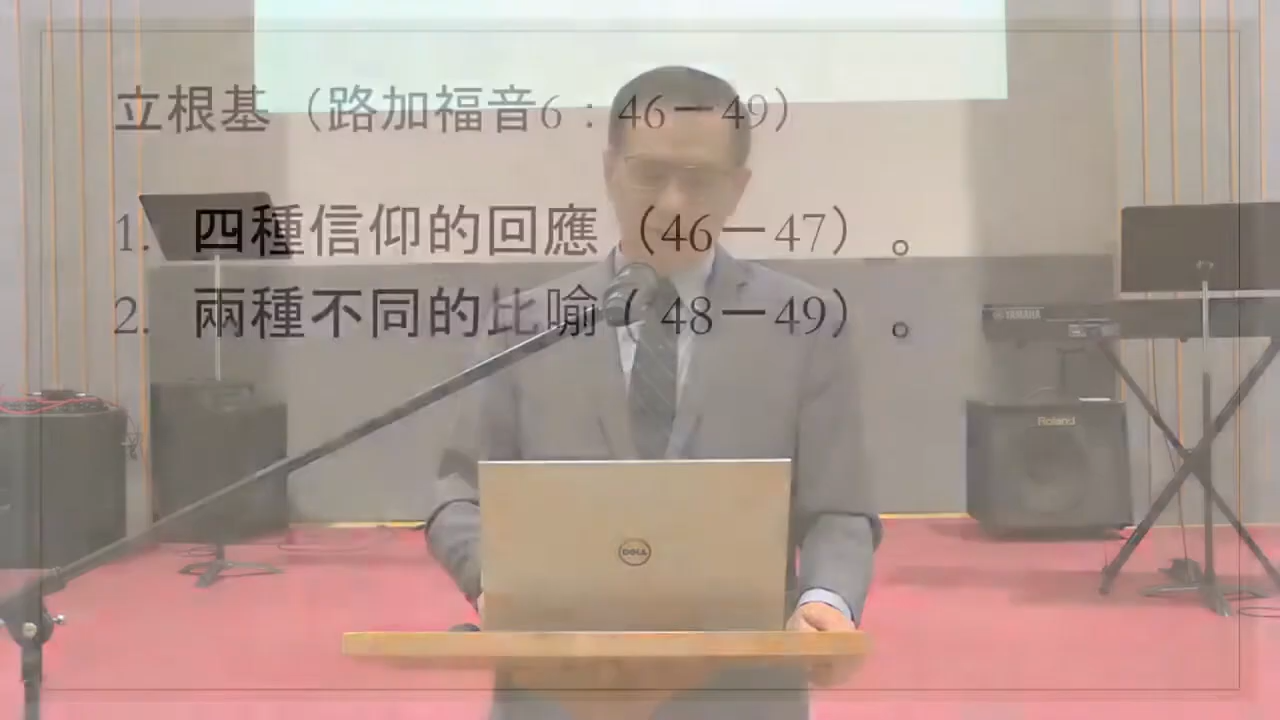 立根基（路加福音6：46－49）
1. 四種信仰的回應（46－47）。
2. 兩種不同的比喻（48－49）。
YAMAHA
Roland
DELL